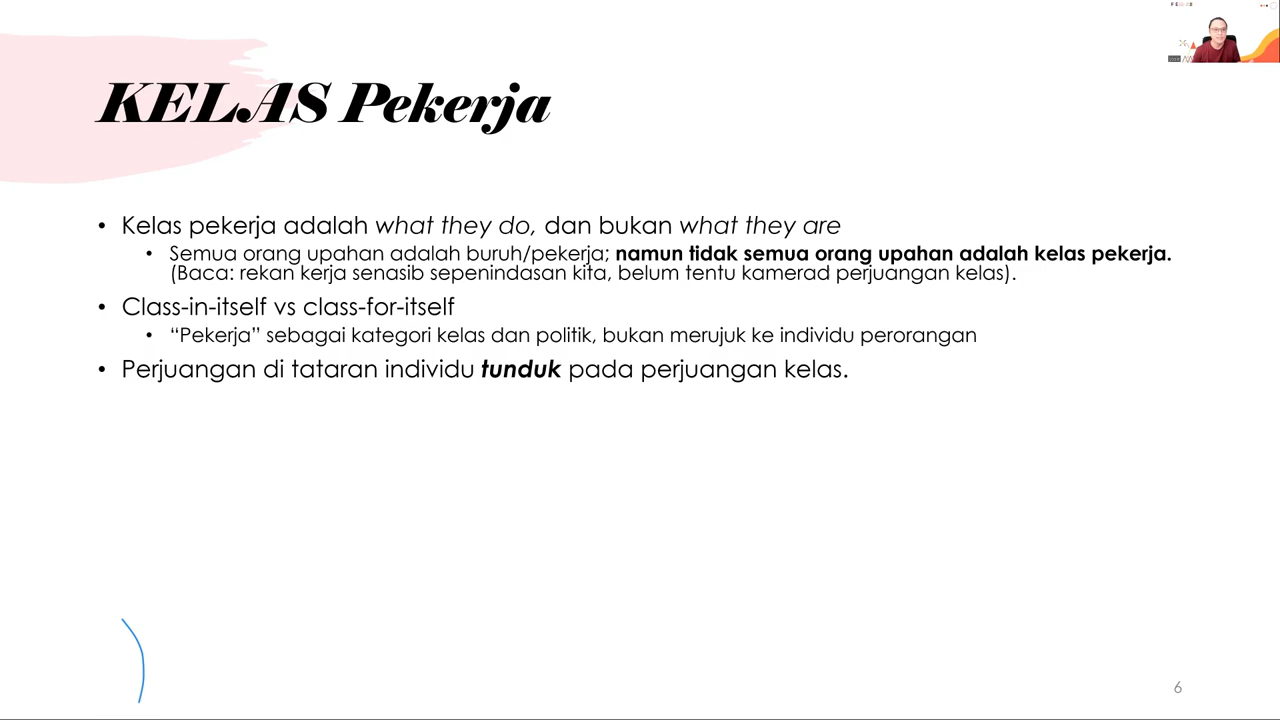 KELAS Pekerja
• Kelas pekerja adalah what they do, dan bukan what they are
• Semua orang upahan adalah buruh/pekerja; namun tidak semua orang upahan adalah kelas pekerja.
(Baca: rekan kerja senasib sepenindasan kita, belum tentu kamerad perjuangan kelas).
• Class-in-itself vs class-for-itself
• “Pekerja” sebagai kategori kelas dan politik, bukan merujuk ke individu perorangan
• Perjuangan di tataran individu tunduk pada perjuangan kelas.
6